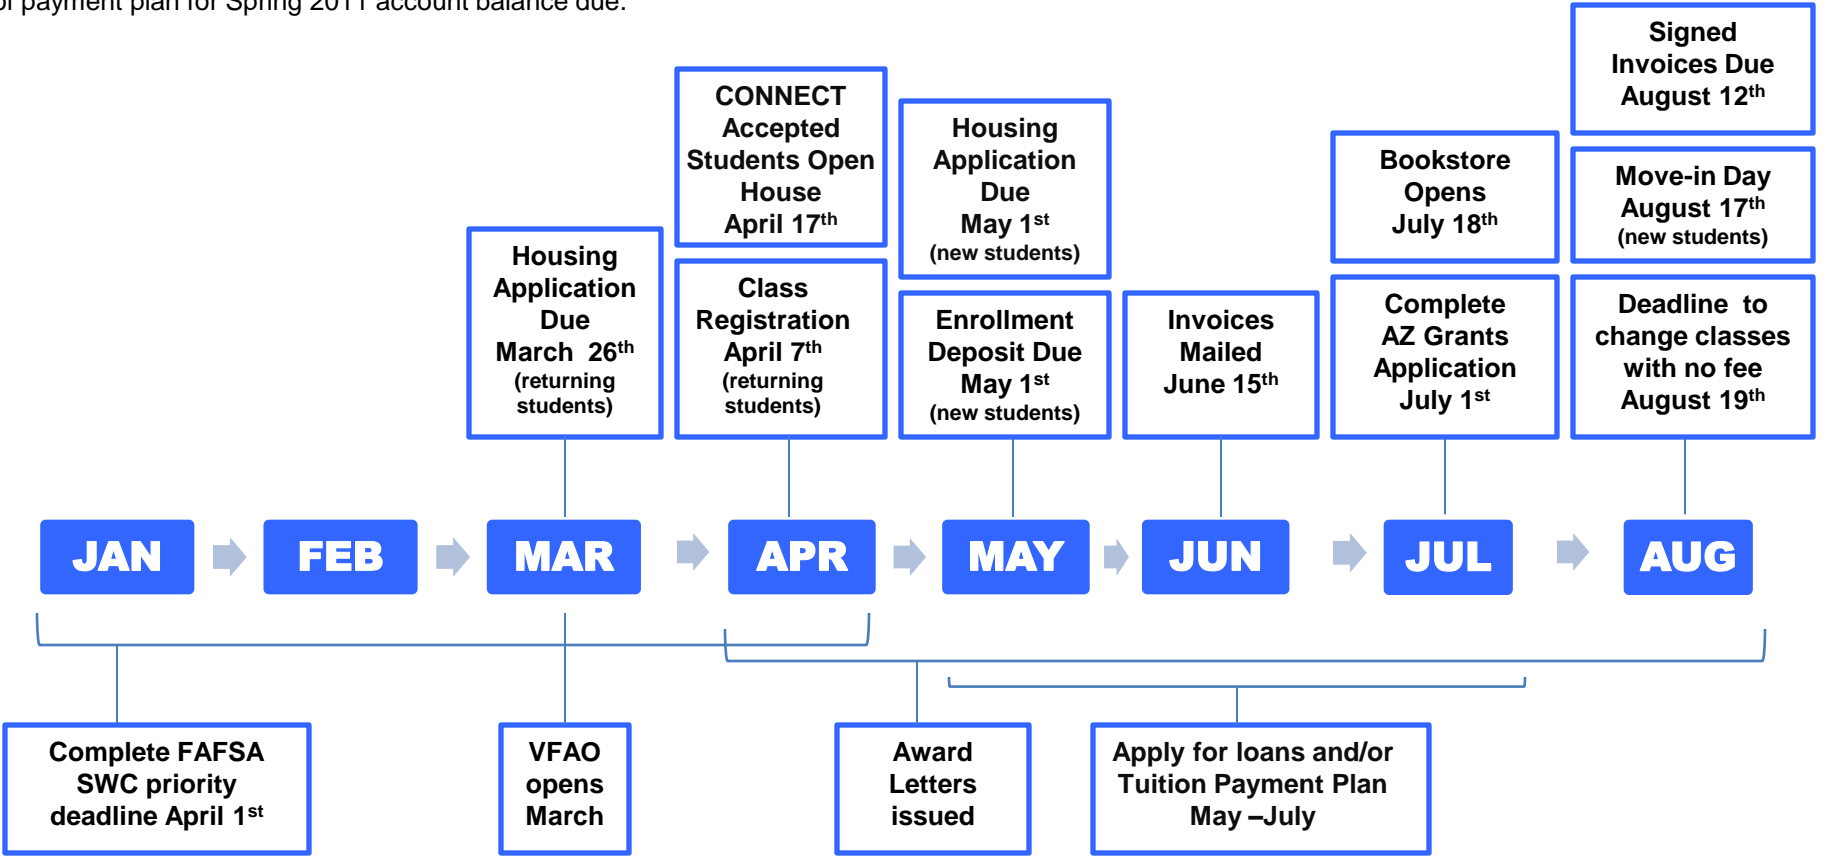 of payment plan for Spring 2011 account balance due.
Signed
Invoices Due
August 12th
CONNECT
Accepted
Students Open
House
April 17th
Housing
Application
Due
May 1st
(new students)
Bookstore
Opens
July 18th
Move-in Day
August 17th
(new students)
Housing
Application
Due
March 26th
(returning
students)
Class
Registration
April 7th
(returning
students)
Enrollment
Deposit Due
May 1st
(new students)
Invoices
Mailed
June 15th
Complete
AZ Grants
Application
July 1st
Deadline to
change classes
with no fee
August 19th
JAN
FEB
MAR
APR
MAY
JUN
JUL
AUG
Complete FAFSA
SWC priority
deadline April 1st
VFAO
opens
March
Award
Letters
issued
Apply for loans and/or
Tuition Payment Plan
May –July